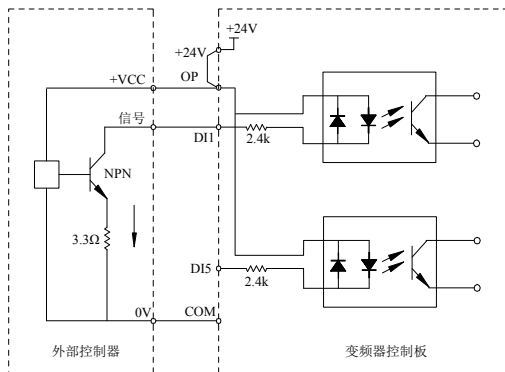 +24V
+24V
+VCC
OP
信号
DI1
2.4k
NPN
3.3Ω
DI5
2.4k
0V
COM
外部控制器
变频器控制板